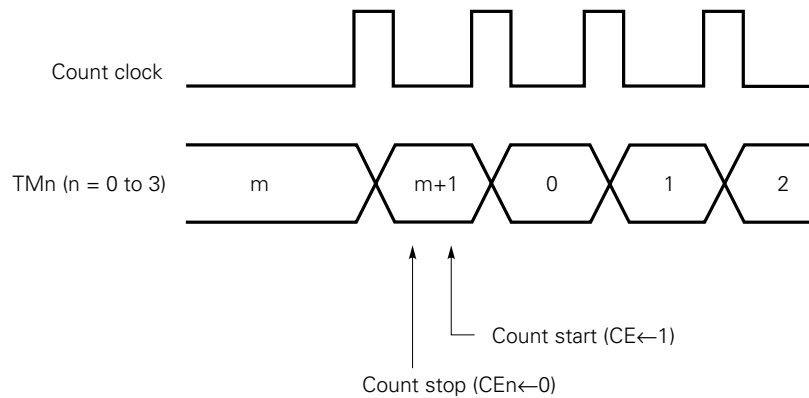 Count clock
TMn (n = 0 to 3) m m+1 0 1 2
Count start (CE←1)
Count stop (CEn←0)